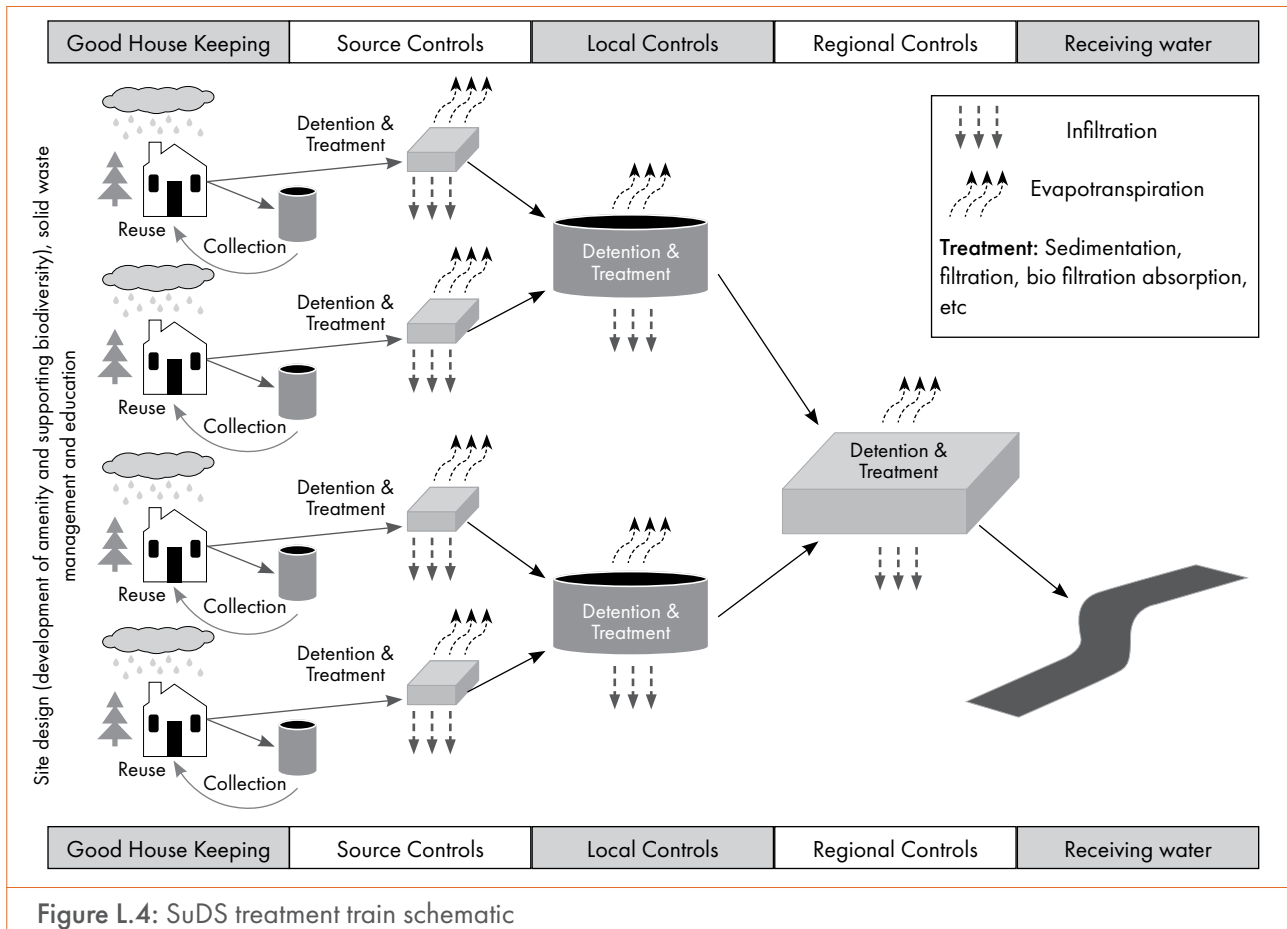 Good House Keeping
Source Controls
Local Controls
Regional Controls
Receiving water
Site design (development of amenity and supporting biodiversity), solid waste
management and education
Detention &
Treatment
Reuse
Collection
Detention &
Treatment
Reuse
Collection
Detention &
Treatment
Reuse
Collection
Detention &
Treatment
Reuse
Collection
Detention &
Treatment
Detention &
Treatment
Detention &
Treatment
Infiltration
Evapotranspiration
Treatment: Sedimentation,
filtration, bio filtration absorption,
etc
Good House Keeping
Source Controls
Local Controls
Regional Controls
Receiving water
Figure L.4: SuDS treatment train schematic